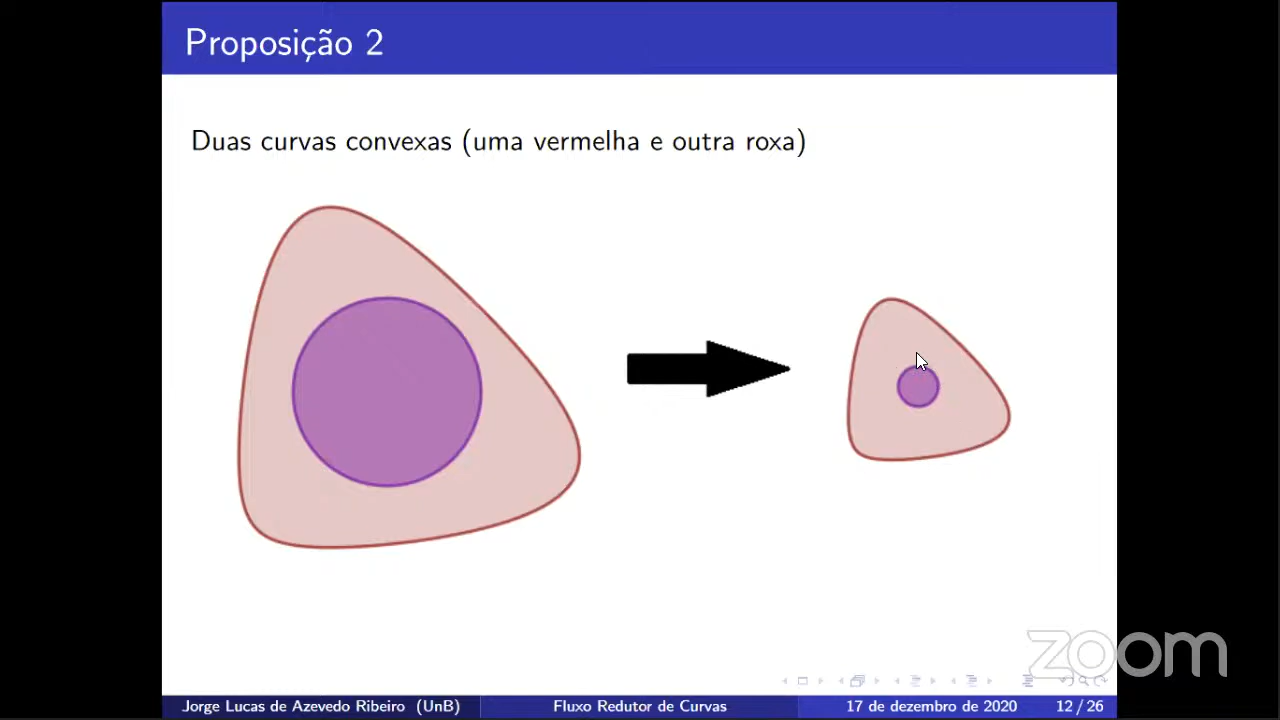 Proposição 2
Duas curvas convexas (uma vermelha e outra roxa)
zoom
Jorge Lucas de Azevedo Ribeiro (UnB) Fluxo Redutor de Curvas 17 de dezembro de 2020 12 / 26